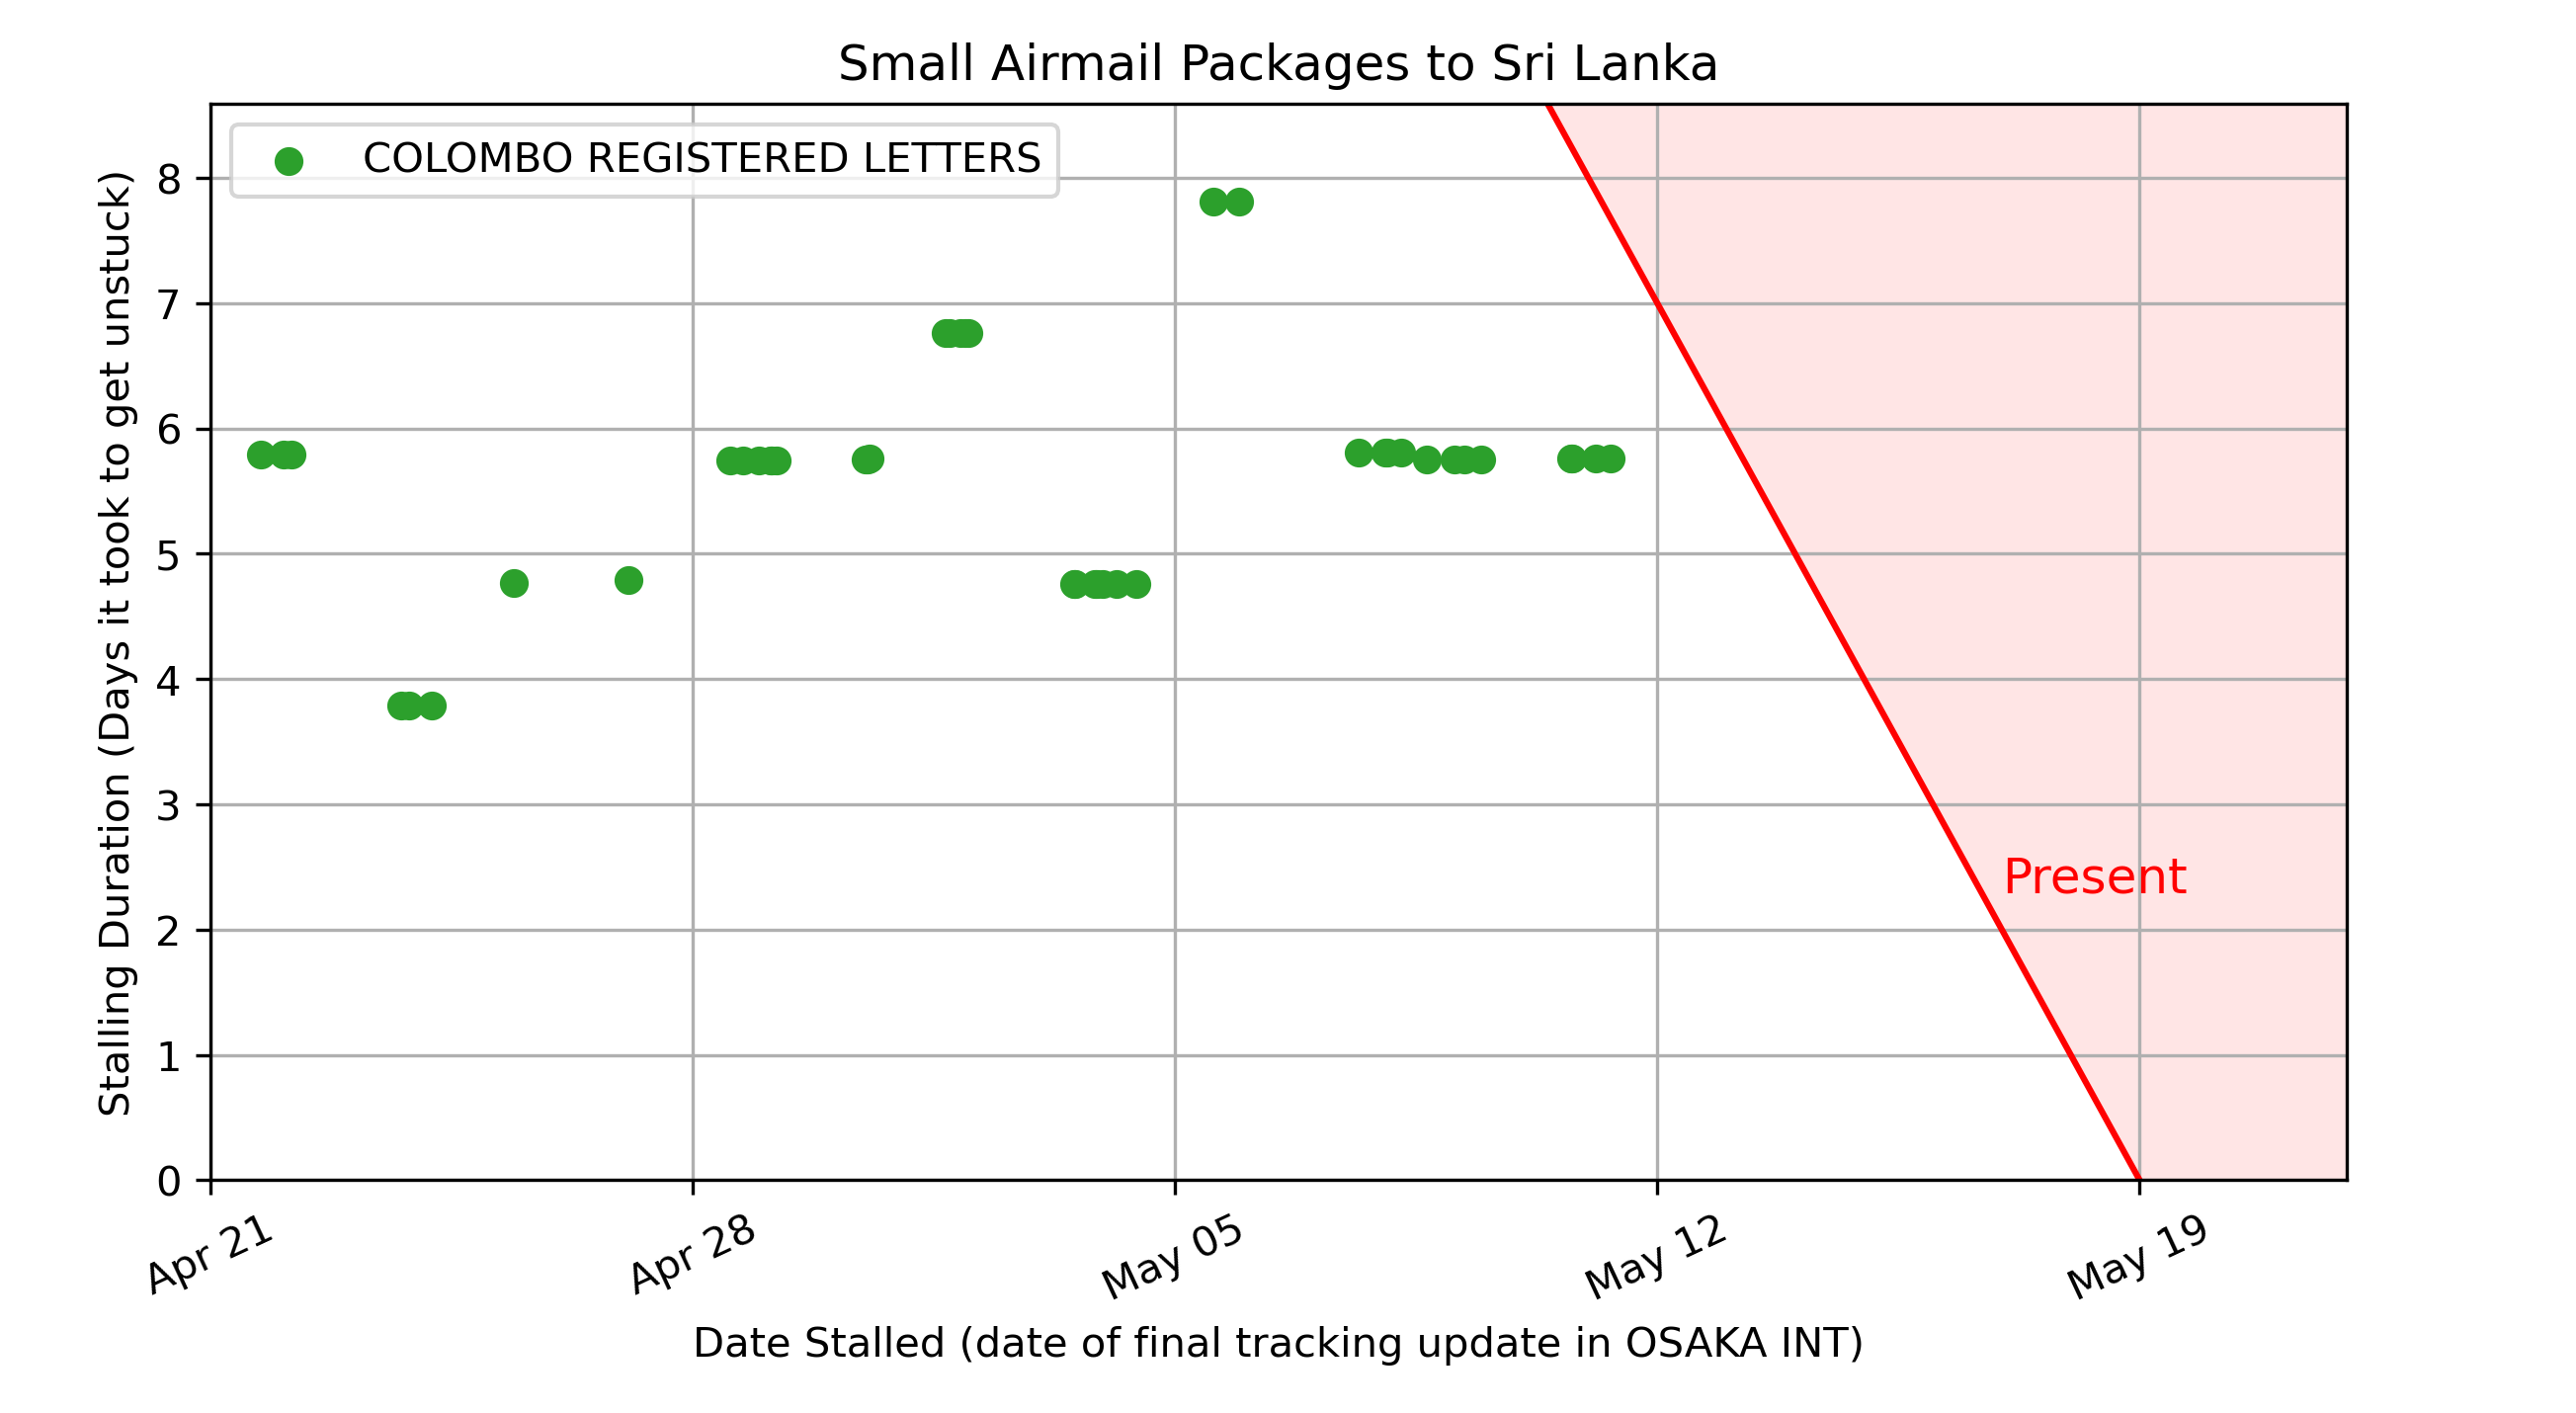 Small Airmail Packages to Sri Lanka
COLOMBO REGISTERED LETTERS
Stalling Duration (Days it took to get unstuck)
8
7
6
5
4
3
2
1
0
Present
Apr 21
Apr 28
May 05
May 12
May 19
Date Stalled (date of final tracking update in OSAKA INT)